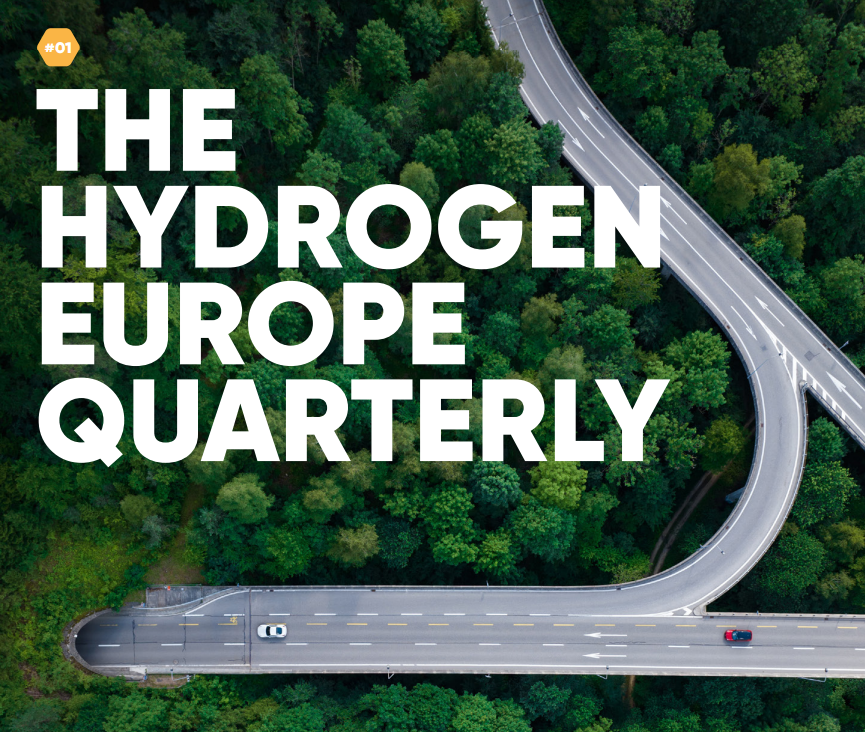 #01
THE
HYDROGEN
EUROPE
QUARTERLY